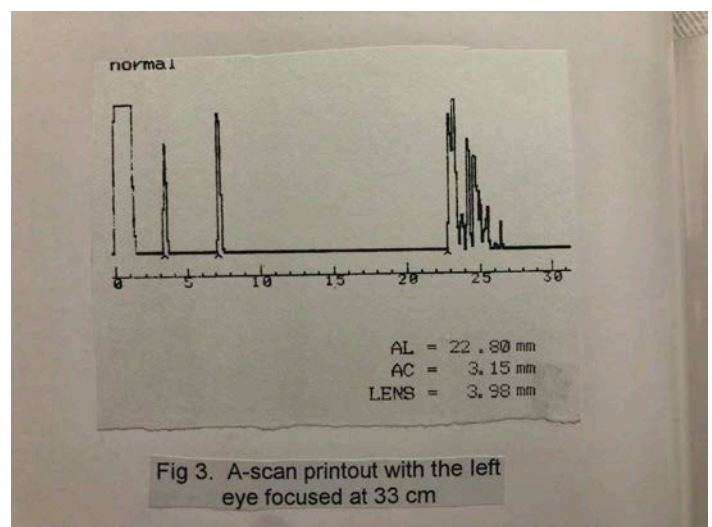 normal
0 5 10 15 20 25 30
AL = 22.80 mm
AC = 3.15 mm
LENS = 3.98 mm
Fig 3. A-scan printout with the left
eye focused at 33 cm